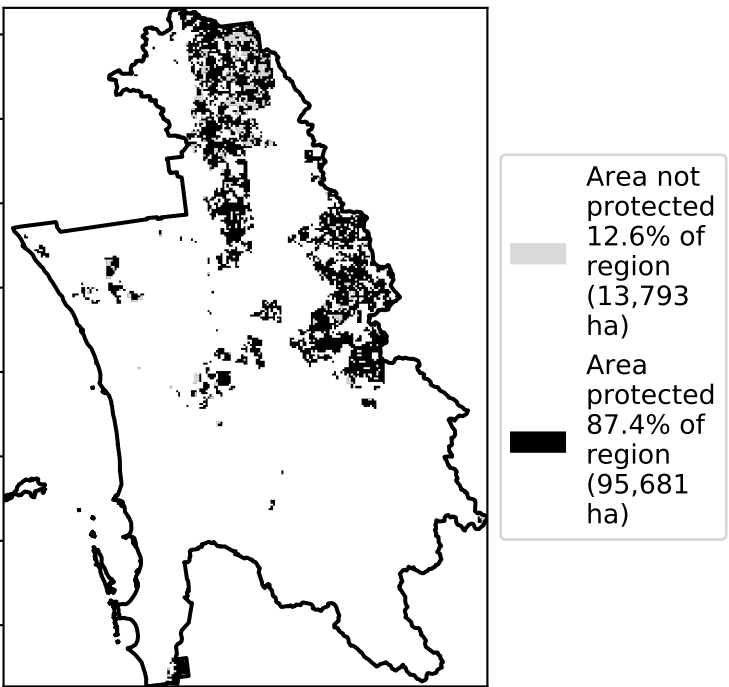 Area not
protected
12.6% of
region
(13,793
ha)
Area
protected
87.4% of
region
(95,681
ha)